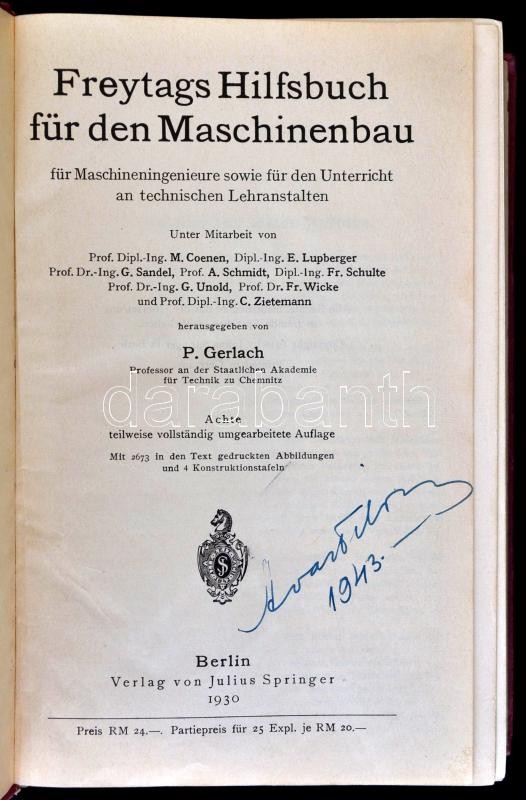 Freytags Hilfsbuch
für den Maschinenbau
für Maschineningenieure sowie für den Unterricht
an technischen Lehranstalten
Unter Mitarbeit von
Prof. Dipl.-Ing. M. Coenen, Dipl.-Ing. E. Lupberger
Prof. Dr.-Ing. G. Sandel, Prof. A. Schmidt, Dipl.-Ing. Fr. Schulte
Prof. Dr.-Ing. G. Unold, Prof. Dr. Fr. Wicke
und Prof. Dipl.-Ing. C. Zietemann
herausgegeben von
P. Gerlach
Professor an der Staatlichen Akademie
für Technik zu Chemnitz
darabanth
Achte
teilweise vollständig umgearbeitete Auflage
Mit 2673 in den Text gedruckten Abbildungen
und 4 Konstruktionstafeln
1943.
Berlin
Verlag von Julius Springer
1930
Preis RM 24.—. Partiepreis für 25 Expl. je RM 20.—